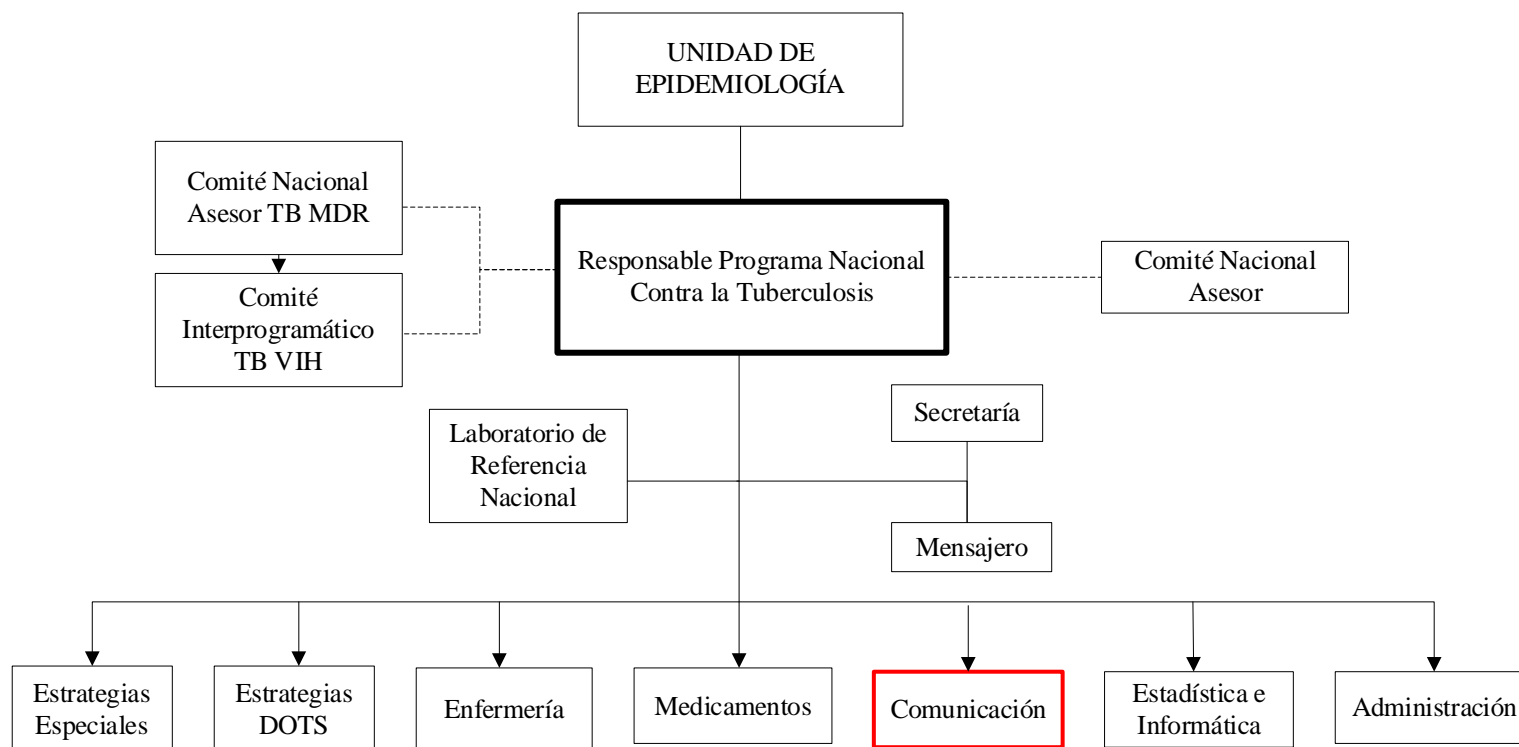 UNIDAD DE
EPIDEMIOLOGÍA
Comité Nacional
Asesor TB MDR
Comité
Interprogramático
TB VIH
Responsable Programa Nacional
Contra la Tuberculosis
Comité Nacional
Asesor
Laboratorio de
Referencia
Nacional
Secretaría
Mensajero
Estrategias
Especiales
Estrategias
DOTS
Enfermería
Medicamentos
Comunicación
Estadística e
Informática
Administración